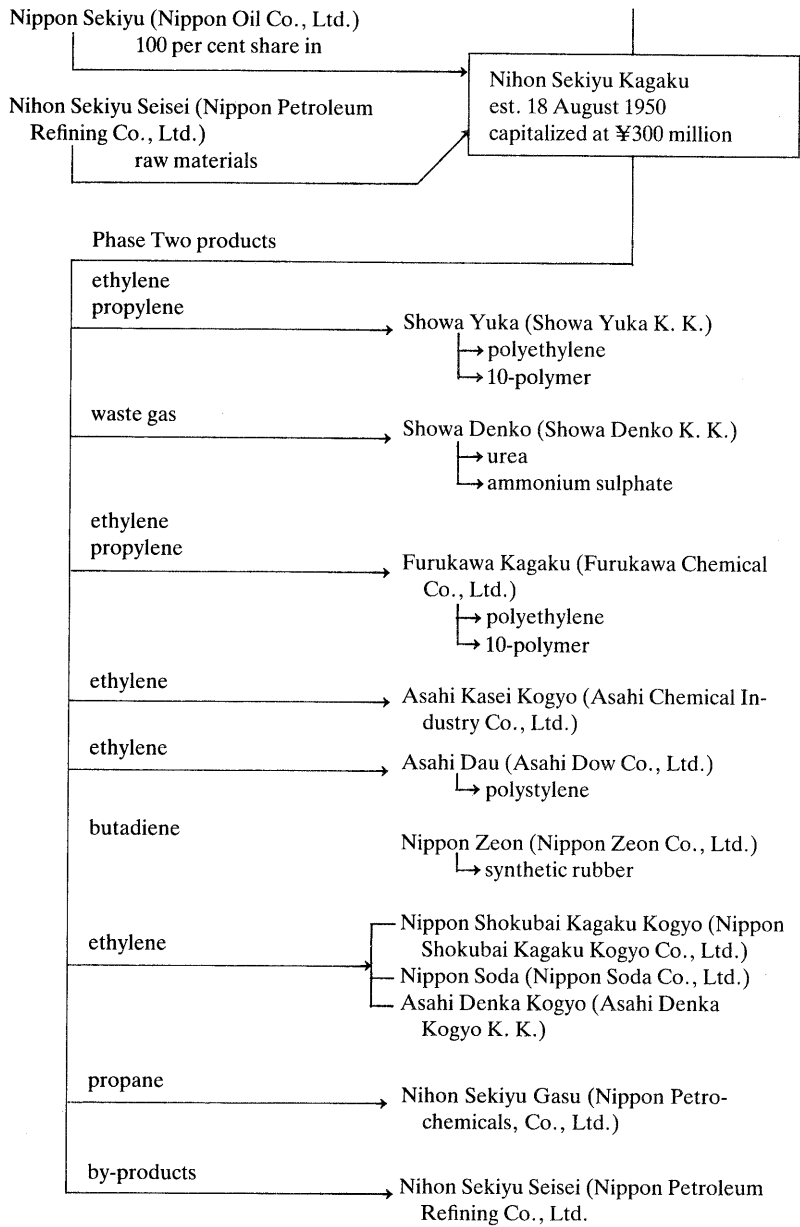 Nippon Sekiyu (Nippon Oil Co., Ltd.)
100 per cent share in
Nihon Sekiyu Kagaku
est. 18 August 1950
capitalized at ¥300 million
Nihon Sekiyu Seisei (Nippon Petroleum
Refining Co., Ltd.)
raw materials
Phase Two products
ethylene
propylene
Showa Yuka (Showa Yuka K. K.)
polyethylene
10-polymer
waste gas
Showa Denko (Showa Denko K. K.)
urea
ammonium sulphate
ethylene
propylene
Furukawa Kagaku (Furukawa Chemical
Co., Ltd.)
polyethylene
10-polymer
ethylene
Asahi Kasei Kogyo (Asahi Chemical In-
dustry Co., Ltd.)
ethylene
Asahi Dau (Asahi Dow Co., Ltd.)
polystylene
butadiene
Nippon Zeon (Nippon Zeon Co., Ltd.)
synthetic rubber
ethylene
Nippon Shokubai Kagaku Kogyo (Nippon
Shokubai Kagaku Kogyo Co., Ltd.)
Nippon Soda (Nippon Soda Co., Ltd.)
Asahi Denka Kogyo (Asahi Denka
Kogyo K. K.)
propane
Nihon Sekiyu Gasu (Nippon Petro-
chemicals, Co., Ltd.)
by-products
Nihon Sekiyu Seisei (Nippon Petroleum
Refining Co., Ltd.